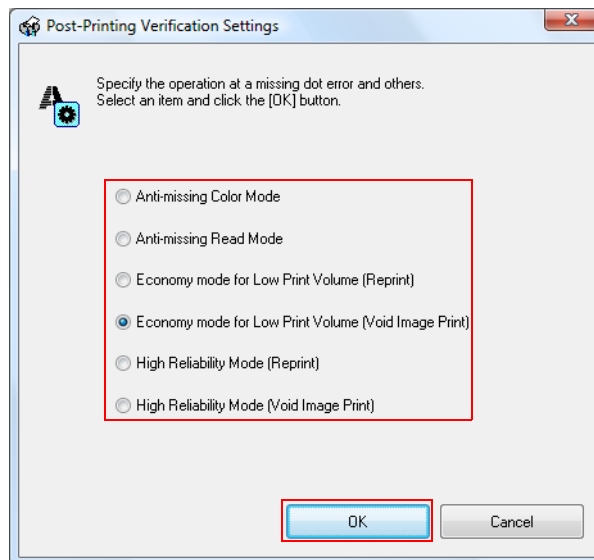 Post-Printing Verification Settings
Specify the operation at a missing dot error and others.
Select an item and click the [OK] button.
Anti-missing Color Mode
Anti-missing Read Mode
Economy mode for Low Print Volume (Reprint)
Economy mode for Low Print Volume (Void Image Print)
High Reliability Mode (Reprint)
High Reliability Mode (Void Image Print)
OK
Cancel